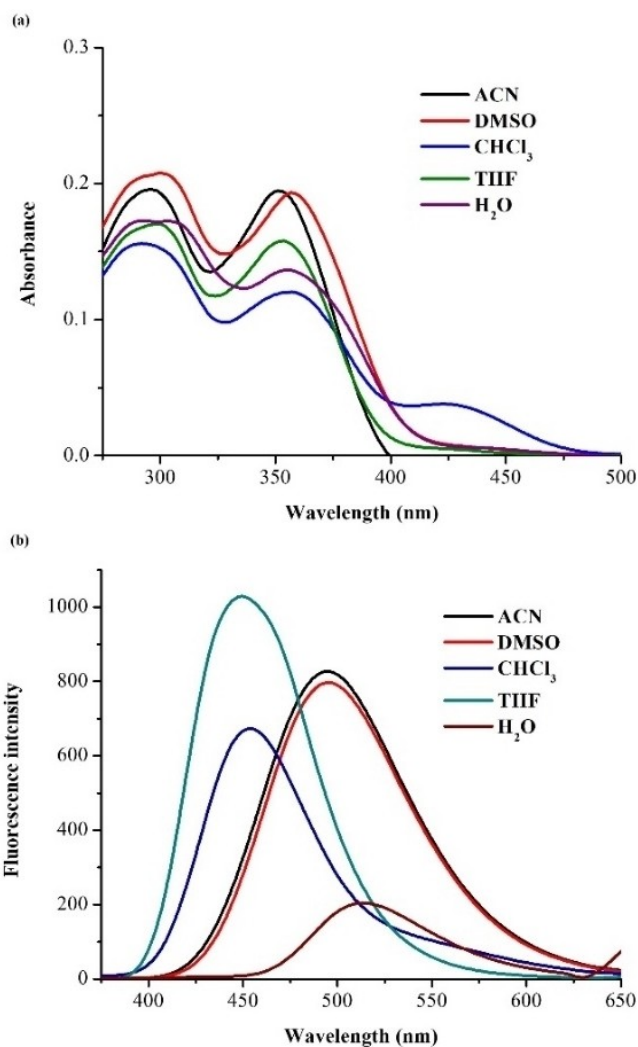 (a)
0.3
0.2
0.1
0.0
Absorbance
ACN
DMSO
CHCl₃
TIIF
H₂O
300
350
400
450
500
Wavelength (nm)
(b)
1000
800
600
400
200
0
Fluorescence intensity
ACN
DMSO
CHCl₃
TIIF
H₂O
400
450
500
550
600
650
Wavelength (nm)